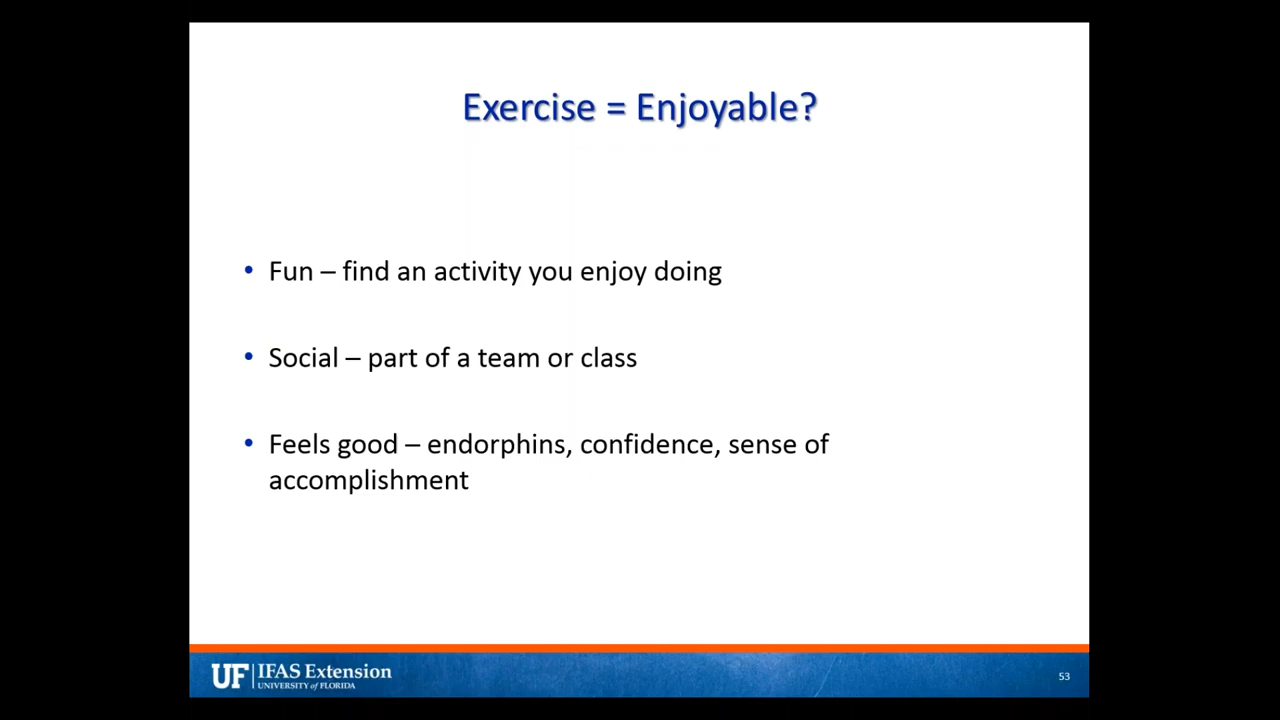 Exercise = Enjoyable?
• Fun – find an activity you enjoy doing
• Social – part of a team or class
• Feels good – endorphins, confidence, sense of
accomplishment
UF IFAS Extension
UNIVERSITY of FLORIDA
53